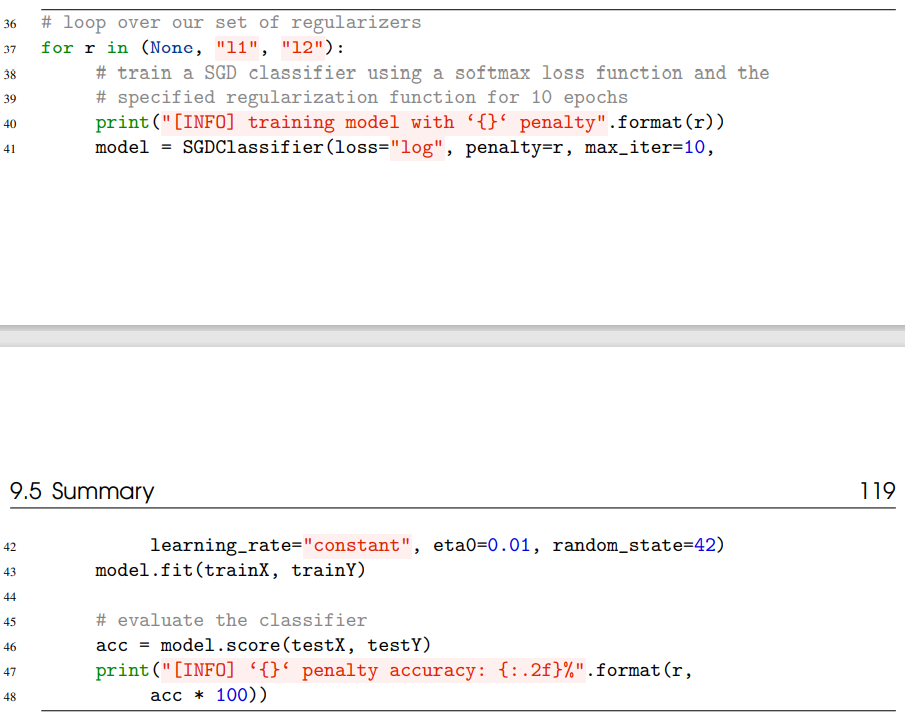 36 # loop over our set of regularizers
37 for r in (None, "l1", "l2"):
38     # train a SGD classifier using a softmax loss function and the
39     # specified regularization function for 10 epochs
40     print("[INFO] training model with ‘{}‘ penalty".format(r))
41     model = SGDClassifier(loss="log", penalty=r, max_iter=10,
9.5 Summary 119
42         learning_rate="constant", eta0=0.01, random_state=42)
43     model.fit(trainX, trainY)
44
45     # evaluate the classifier
46     acc = model.score(testX, testY)
47     print("[INFO] ‘{}‘ penalty accuracy: {:.2f}%".format(r,
48         acc * 100))